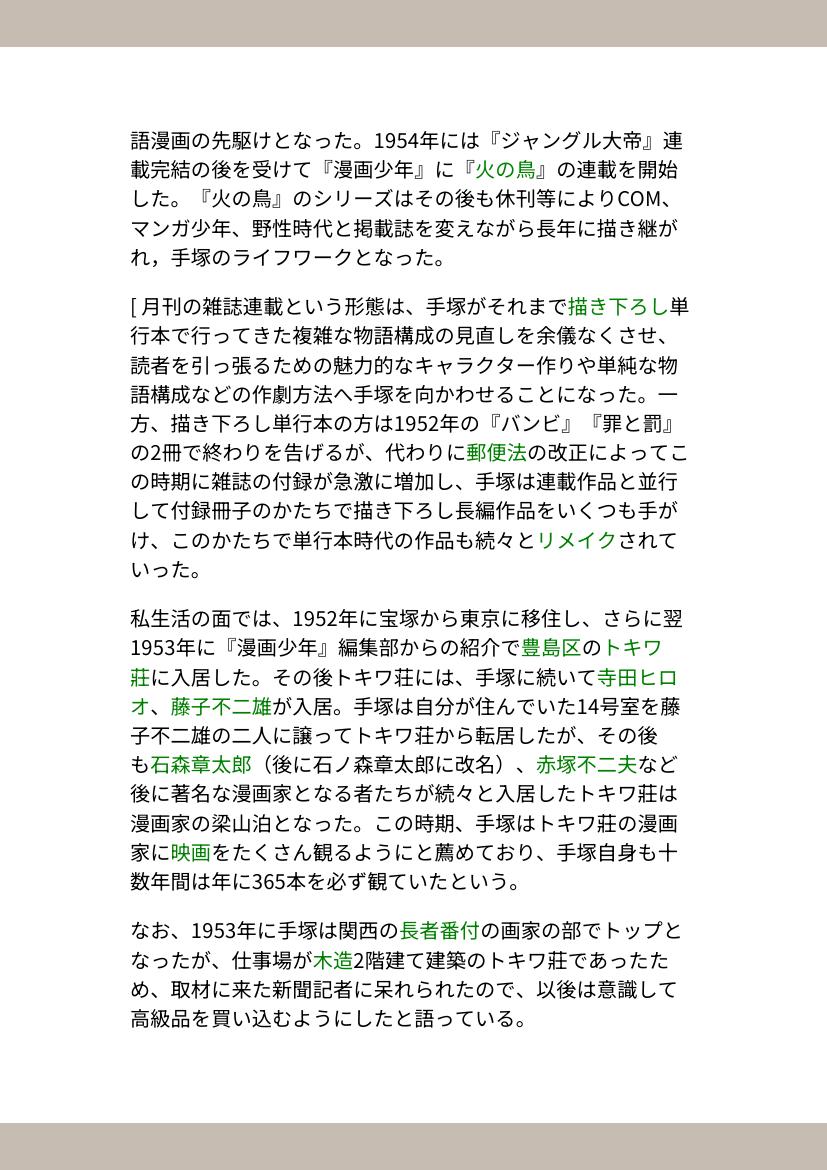 語漫画の先駆けとなった。1954年には『ジャングル大帝』連
載完結の後を受けて『漫画少年』に『火の鳥』の連載を開始
した。『火の鳥』のシリーズはその後も休刊等によりCOM、
マンガ少年、野性時代と掲載誌を変えながら長年に描き継が
れ，手塚のライフワークとなった。
[ 月刊の雑誌連載という形態は、手塚がそれまで描き下ろし単
行本で行ってきた複雑な物語構成の見直しを余儀なくさせ、
読者を引っ張るための魅力的なキャラクター作りや単純な物
語構成などの作劇方法へ手塚を向かわせることになった。一
方、描き下ろし単行本の方は1952年の『バンビ』『罪と罰』
の2冊で終わりを告げるが、代わりに郵便法の改正によってこ
の時期に雑誌の付録が急激に増加し、手塚は連載作品と並行
して付録冊子のかたちで描き下ろし長編作品をいくつも手が
け、このかたちで単行本時代の作品も続々とリメイクされて
いった。
私生活の面では、1952年に宝塚から東京に移住し、さらに翌
1953年に『漫画少年』編集部からの紹介で豊島区のトキワ
荘に入居した。その後トキワ荘には、手塚に続いて寺田ヒロ
オ、藤子不二雄が入居。手塚は自分が住んでいた14号室を藤
子不二雄の二人に譲ってトキワ荘から転居したが、その後
も石森章太郎（後に石ノ森章太郎に改名）、赤塚不二夫など
後に著名な漫画家となる者たちが続々と入居したトキワ荘は
漫画家の梁山泊となった。この時期、手塚はトキワ荘の漫画
家に映画をたくさん観るようにと薦めており、手塚自身も十
数年間は年に365本を必ず観ていたという。
なお、1953年に手塚は関西の長者番付の画家の部でトップと
なったが、仕事場が木造2階建て建築のトキワ荘であったた
め、取材に来た新聞記者に呆れられたので、以後は意識して
高級品を買い込むようにしたと語っている。